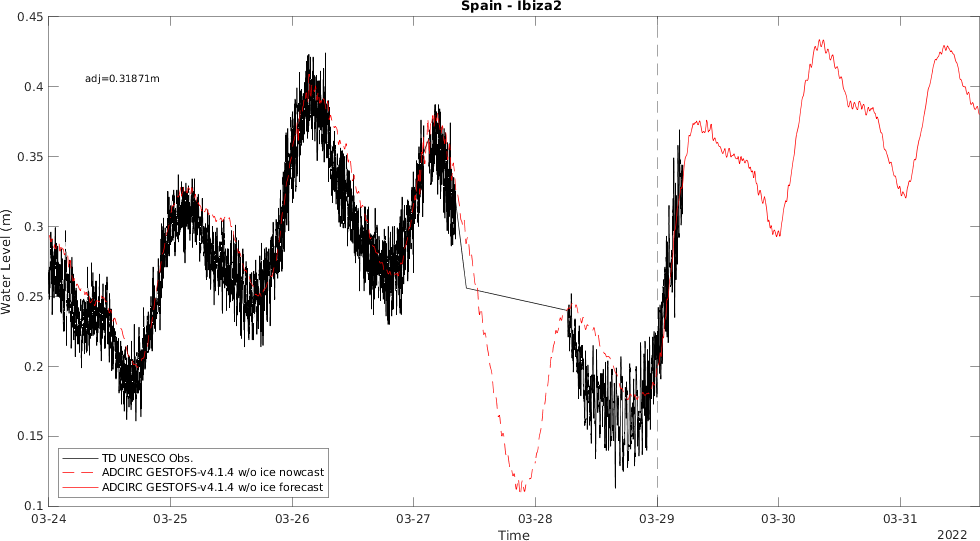 Spain - Ibiza2
0.45
0.4
0.35
0.3
0.25
0.2
0.15
0.1
Water Level (m)
adj=0.31871m
TD UNESCO Obs.
ADCIRC GESTOFS-v4.1.4 w/o ice nowcast
ADCIRC GESTOFS-v4.1.4 w/o ice forecast
03-24 03-25 03-26 03-27 03-28 03-29 03-30 03-31
Time
2022